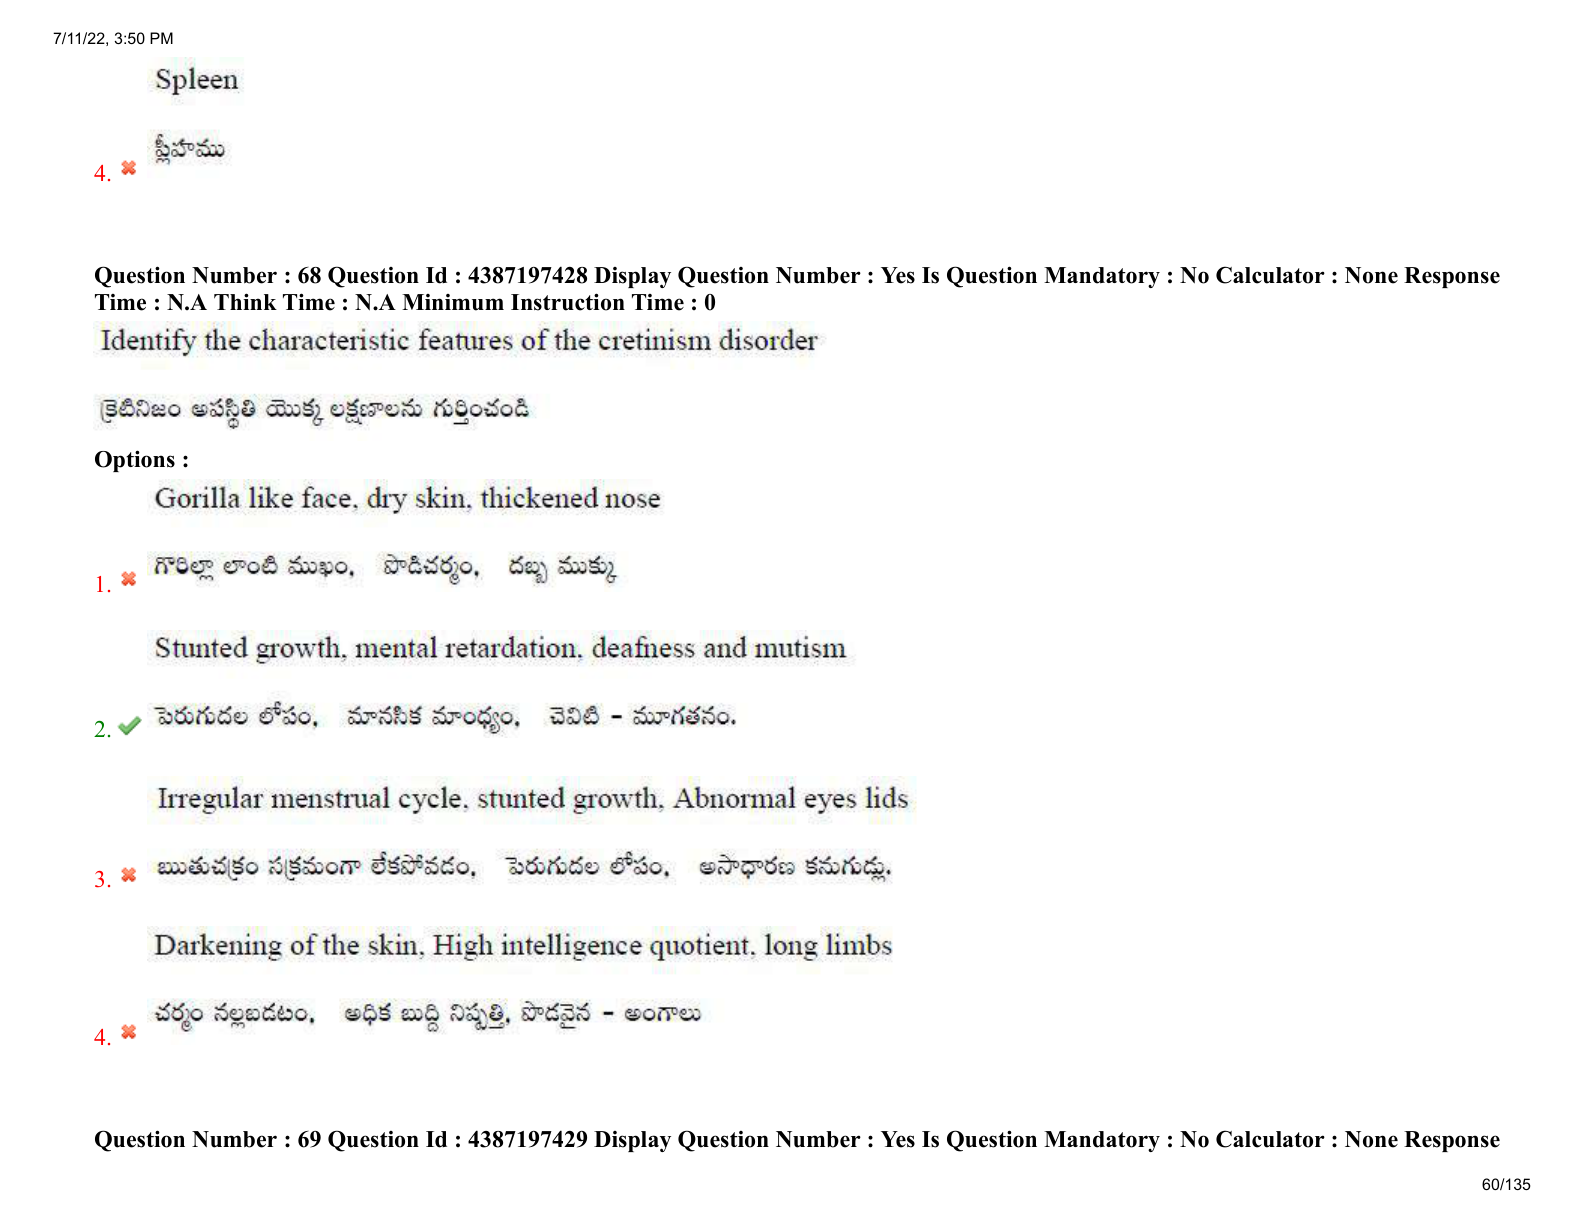 7/11/22, 3:50 PM
Spleen
ప్లీహము
4.
Question Number : 68 Question Id : 4387197428 Display Question Number : Yes Is Question Mandatory : No Calculator : None Response
Time : N.A Think Time : N.A Minimum Instruction Time : 0
Identify the characteristic features of the cretinism disorder
క్రెటినిజం అపస్థితి యొక్క లక్షణాలను గుర్తించండి
Options :
Gorilla like face, dry skin, thickened nose
గొరిల్లా లాంటి ముఖం, పొడిచర్మం, దబ్బ ముక్కు
1.
Stunted growth, mental retardation, deafness and mutism
పెరుగుదల లోపం, మానసిక మాంధ్యం, చెవిటి - మూగతనం.
2.
Irregular menstrual cycle, stunted growth, Abnormal eyes lids
ఋతుచక్రం సక్రమంగా లేకపోవడం, పెరుగుదల లోపం, అసాధారణ కనుగుడ్లు.
3.
Darkening of the skin, High intelligence quotient, long limbs
చర్మం నల్లబడటం, అధిక బుద్ది నిష్పత్తి, పొడవైన - అంగాలు
4.
Question Number : 69 Question Id : 4387197429 Display Question Number : Yes Is Question Mandatory : No Calculator : None Response
60/135